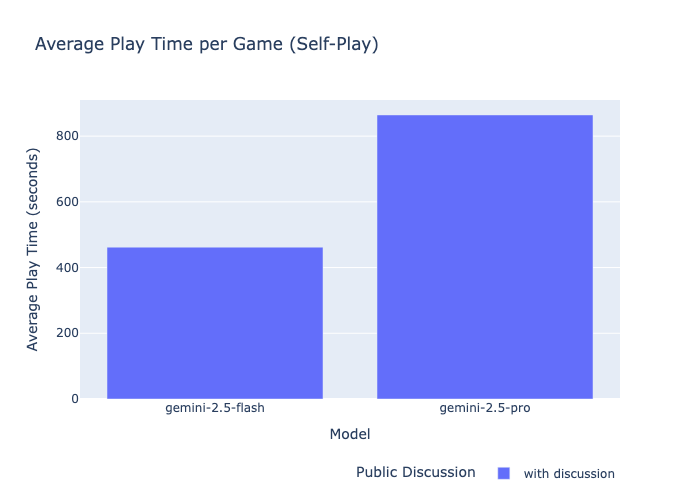 Average Play Time per Game (Self-Play)
Average Play Time (seconds)
800
600
400
200
0
gemini-2.5-flash
gemini-2.5-pro
Model
Public Discussion
with discussion